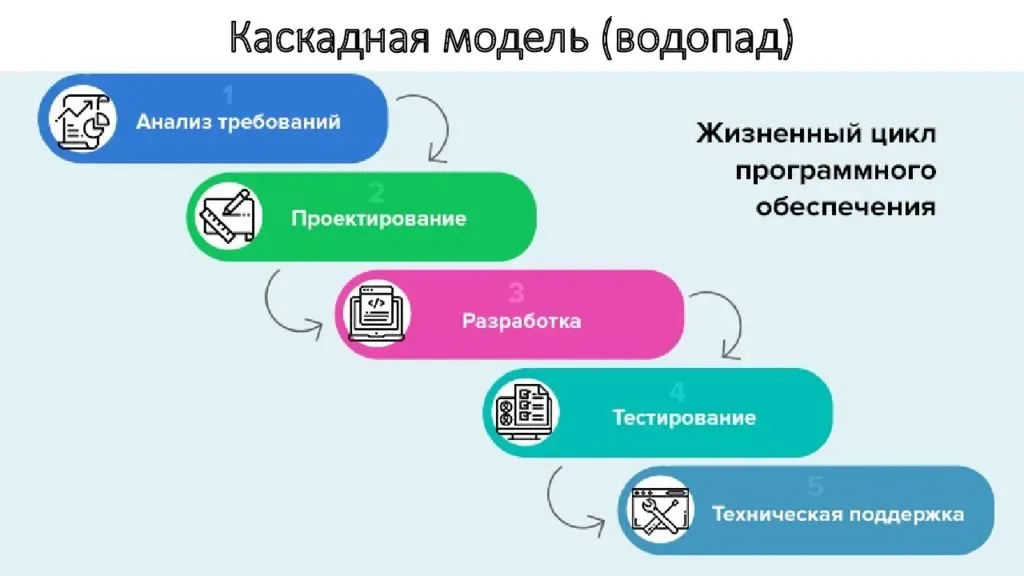 Каскадная модель (водопад)
1
Анализ требований
Жизненный цикл
программного
обеспечения
2
Проектирование
3
Разработка
4
Тестирование
5
Техническая поддержка